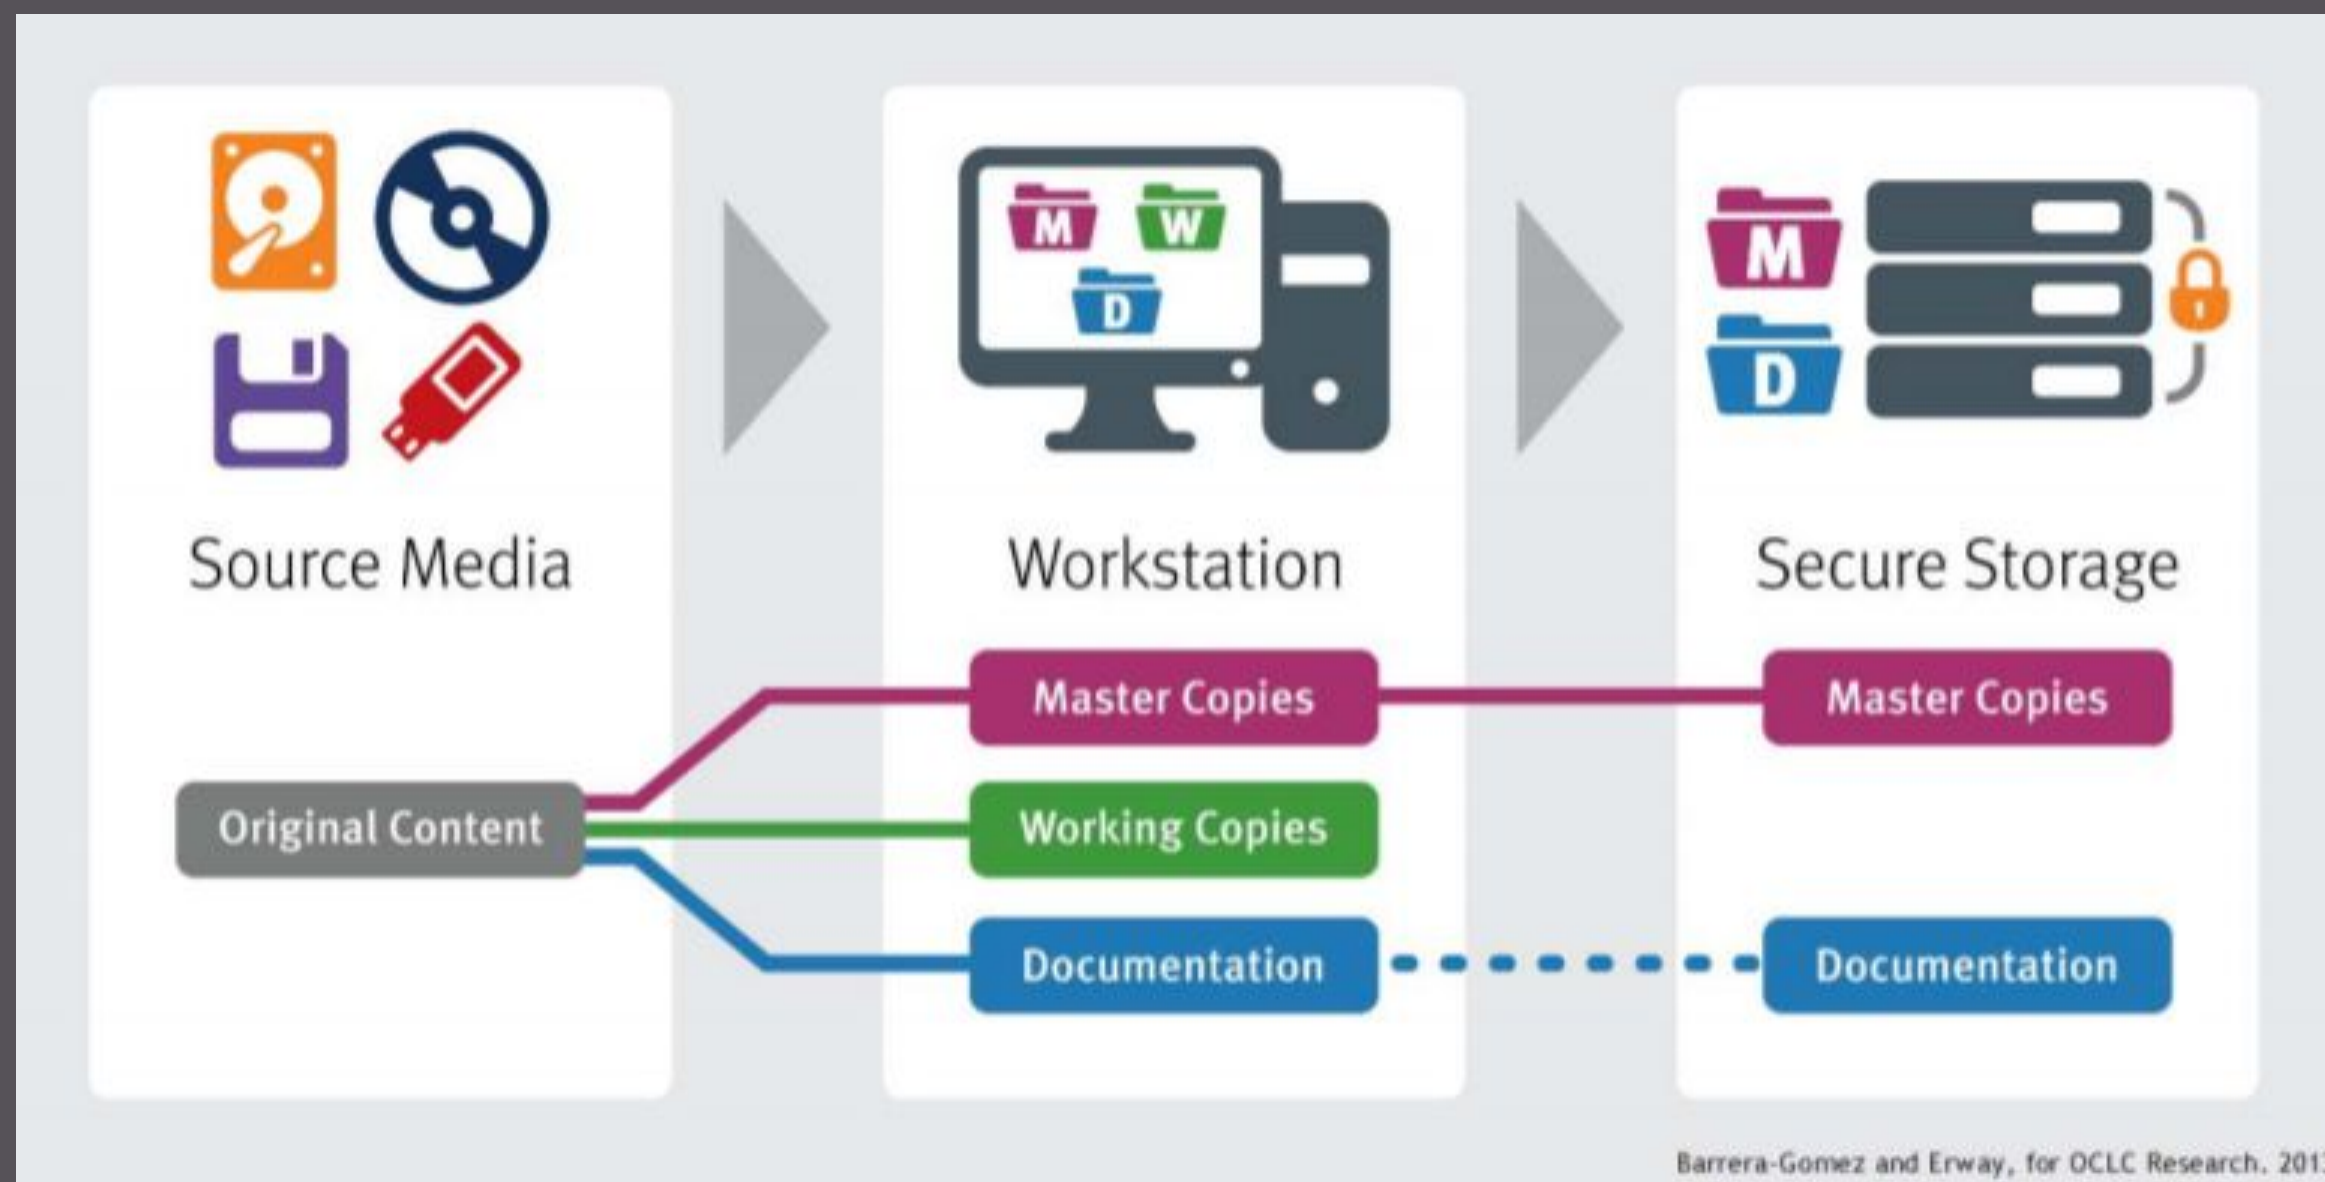 M W
D
M
D
Source Media
Workstation
Secure Storage
Original Content
Master Copies
Working Copies
Documentation
Master Copies
Documentation
Barrera-Gomez and Erway, for OCLC Research, 201